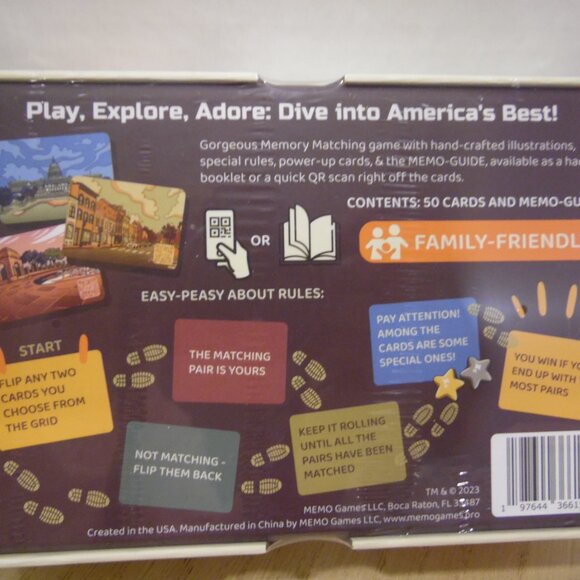 Play, Explore, Adore: Dive into America's Best!
Gorgeous Memory Matching game with hand-crafted illustrations,
special rules, power-up cards, & the MEMO-GUIDE, available as a
booklet or a quick QR scan right off the cards.
CONTENTS: 50 CARDS AND
OR
FAMILY-FRIENDL
EASY-PEASY ABOUT RULES:
START
FLIP ANY TWO
CARDS YOU
CHOOSE FROM
THE GRID
THE MATCHING
PAIR IS YOURS
NOT MATCHING -
FLIP THEM BACK
KEEP IT ROLLING
UNTIL ALL THE
PAIRS HAVE BEEN
MATCHED
PAY ATTENTION!
AMONG THE
CARDS ARE SOME
SPECIAL ONES!
YOU WIN IF
END UP WITH
MOST PAIRS
TM & © 2023
MEMO Games LLC, Boca Raton, FL
Created in the USA. Manufactured in China by MEMO Games LLC, www.memogames.pro
1 97644